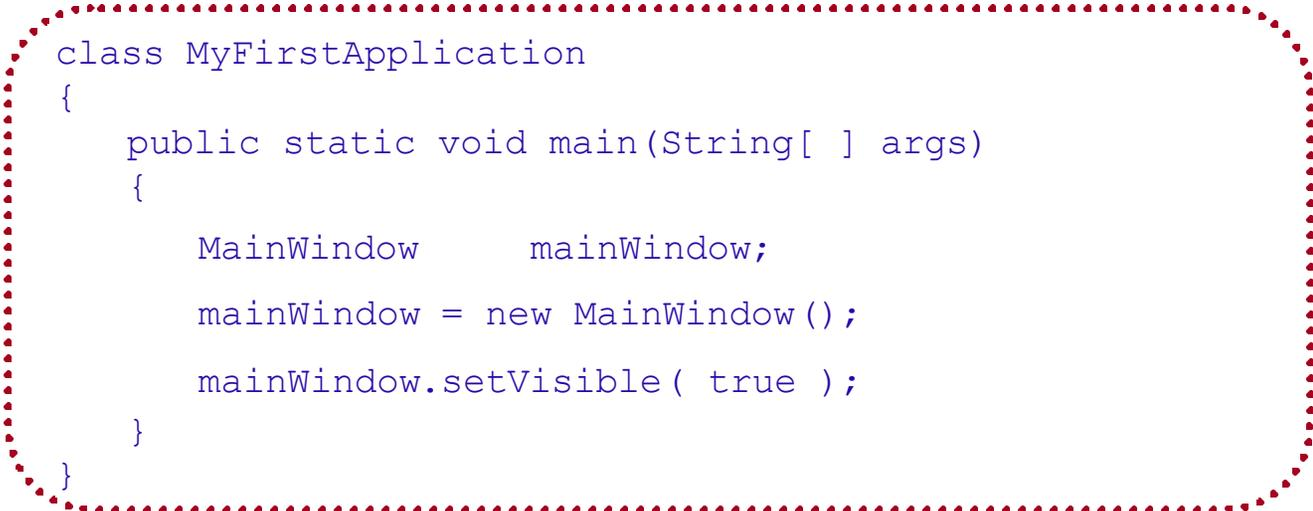 class MyFirstApplication
{
public static void main(String[ ] args)
{
MainWindow mainWindow;
mainWindow = new MainWindow();
mainWindow.setVisible( true );
}
}